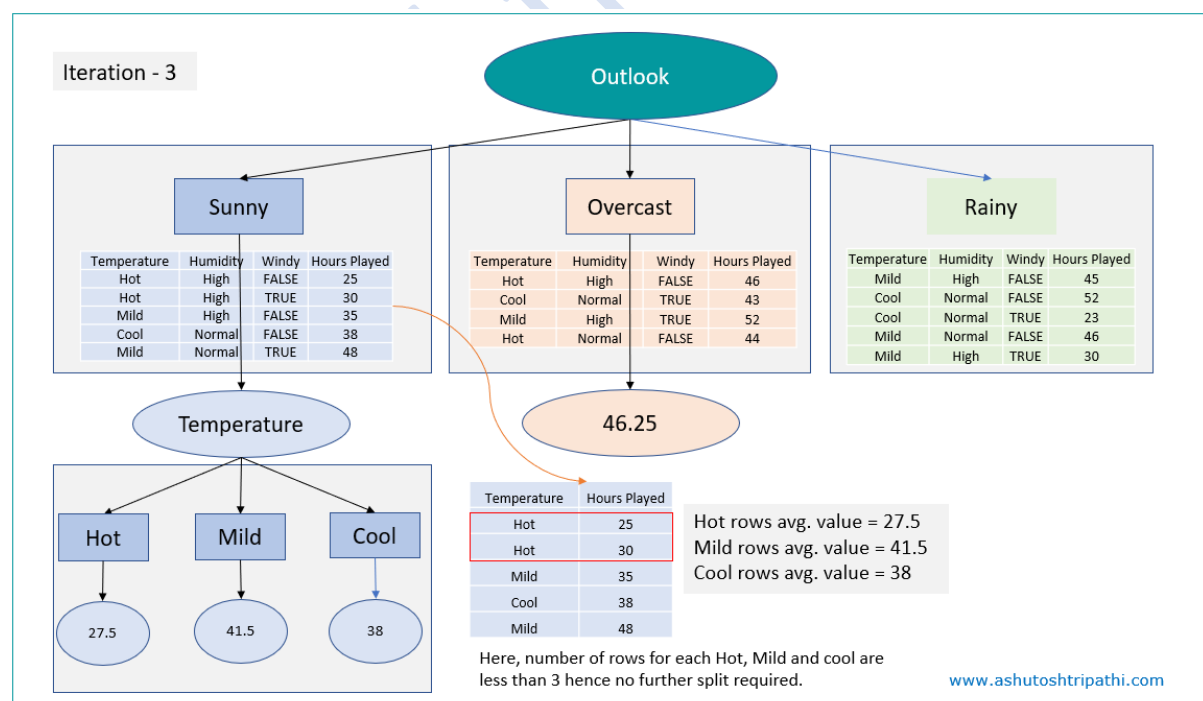 Iteration - 3
Outlook
Sunny
Temperature Humidity Windy Hours Played
Hot High FALSE 25
Hot High TRUE 30
Mild High FALSE 35
Cool Normal FALSE 38
Mild Normal TRUE 48
Overcast
Temperature Humidity Windy Hours Played
Hot High FALSE 46
Cool Normal TRUE 43
Mild High TRUE 52
Hot Normal FALSE 44
Rainy
Temperature Humidity Windy Hours Played
Mild High FALSE 45
Cool Normal FALSE 52
Cool Normal TRUE 23
Mild Normal FALSE 46
Mild High TRUE 30
Temperature
46.25
Hot
Mild
Cool
27.5
41.5
38
Temperature Hours Played
Hot 25
Hot 30
Mild 35
Cool 38
Mild 48
Hot rows avg. value = 27.5
Mild rows avg. value = 41.5
Cool rows avg. value = 38
Here, number of rows for each Hot, Mild and cool are
less than 3 hence no further split required.
www.ashutoshtripathi.com